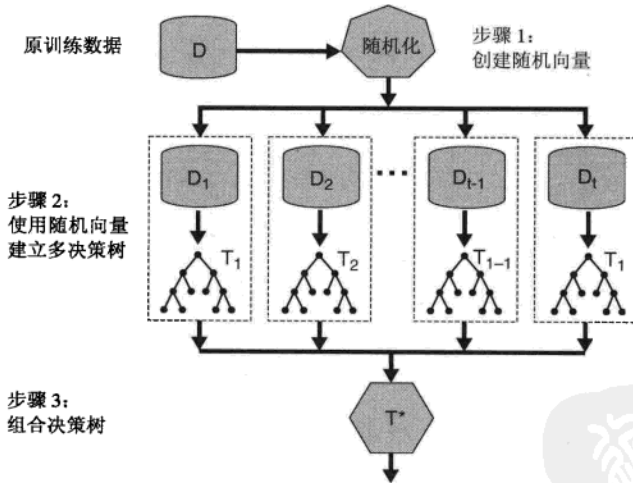 原训练数据
D
随机化
步骤 1:
创建随机向量
D1
D2
...
Dt-1
Dt
步骤 2:
使用随机向量
建立多决策树
T1
T2
T1-1
T1
步骤 3:
组合决策树
T*